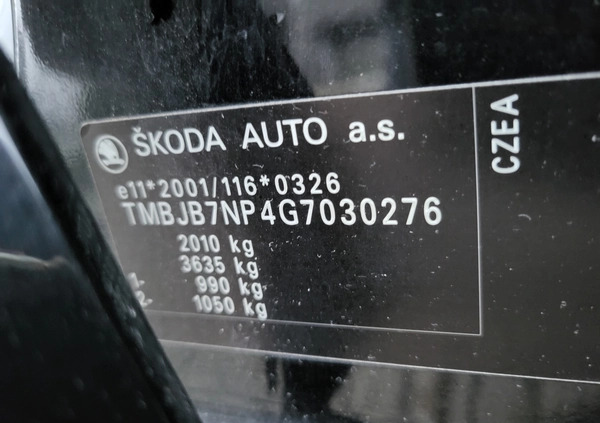 ŠKODA AUTO a.s.
e11*2001/116*0326
TMBJB7NP4G7030276
2010 kg
3635 kg
1. 990 kg
2. 1050 kg
CZEA